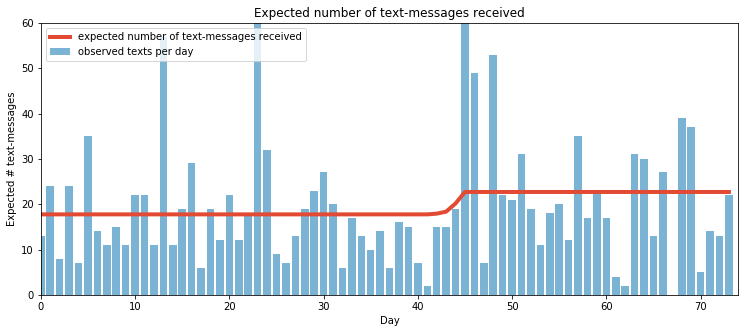 Expected number of text-messages received
expected number of text-messages received
observed texts per day
Expected # text-messages
60
50
40
30
20
10
0
0 10 20 30 40 50 60 70
Day